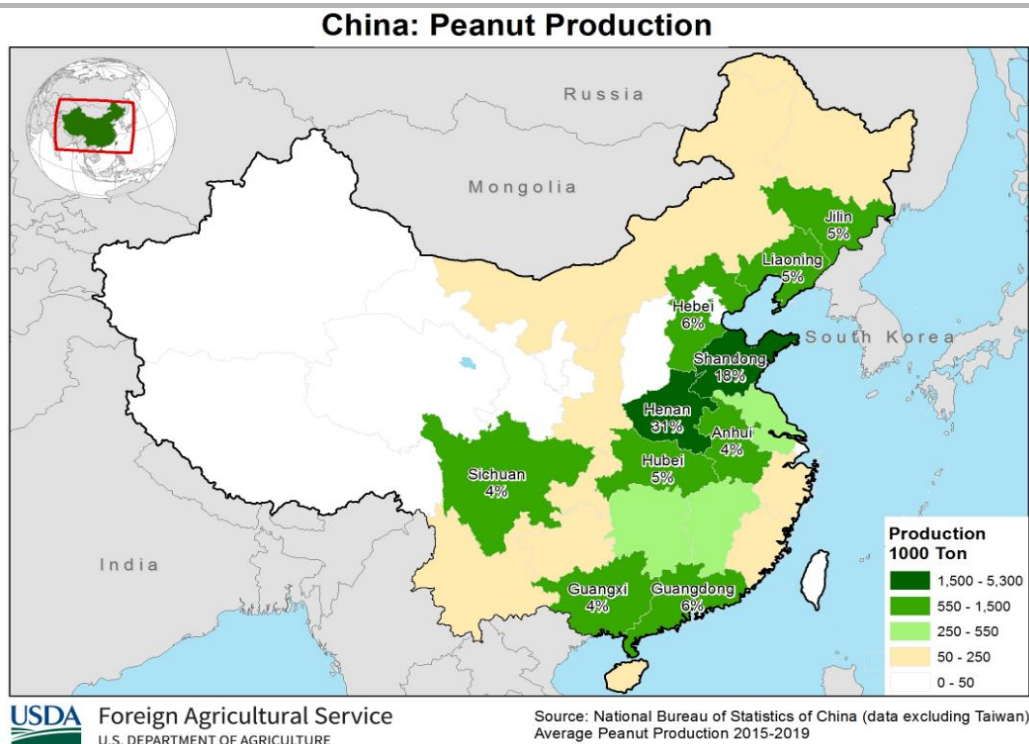 China: Peanut Production
Russia
Mongolia
Jilin
5%
Liaoning
5%
Hebei
6%
South Korea
Shandong
18%
Henan
31%
Anhui
4%
Hubei
5%
Sichuan
4%
India
Guangxi
4%
Guangdong
6%
Production
1000 Ton
1,500 - 5,300
550 - 1,500
250 - 550
50 - 250
0 - 50
USDA
Foreign Agricultural Service
U.S. DEPARTMENT OF AGRICULTURE
Source: National Bureau of Statistics of China (data excluding Taiwan)
Average Peanut Production 2015-2019